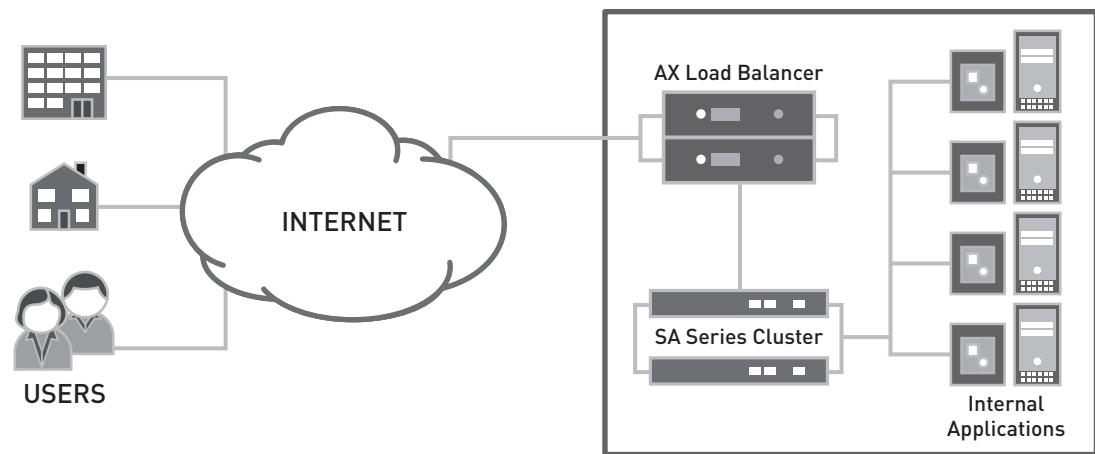 AX Load Balancer
INTERNET
SA Series Cluster
USERS
Internal
Applications